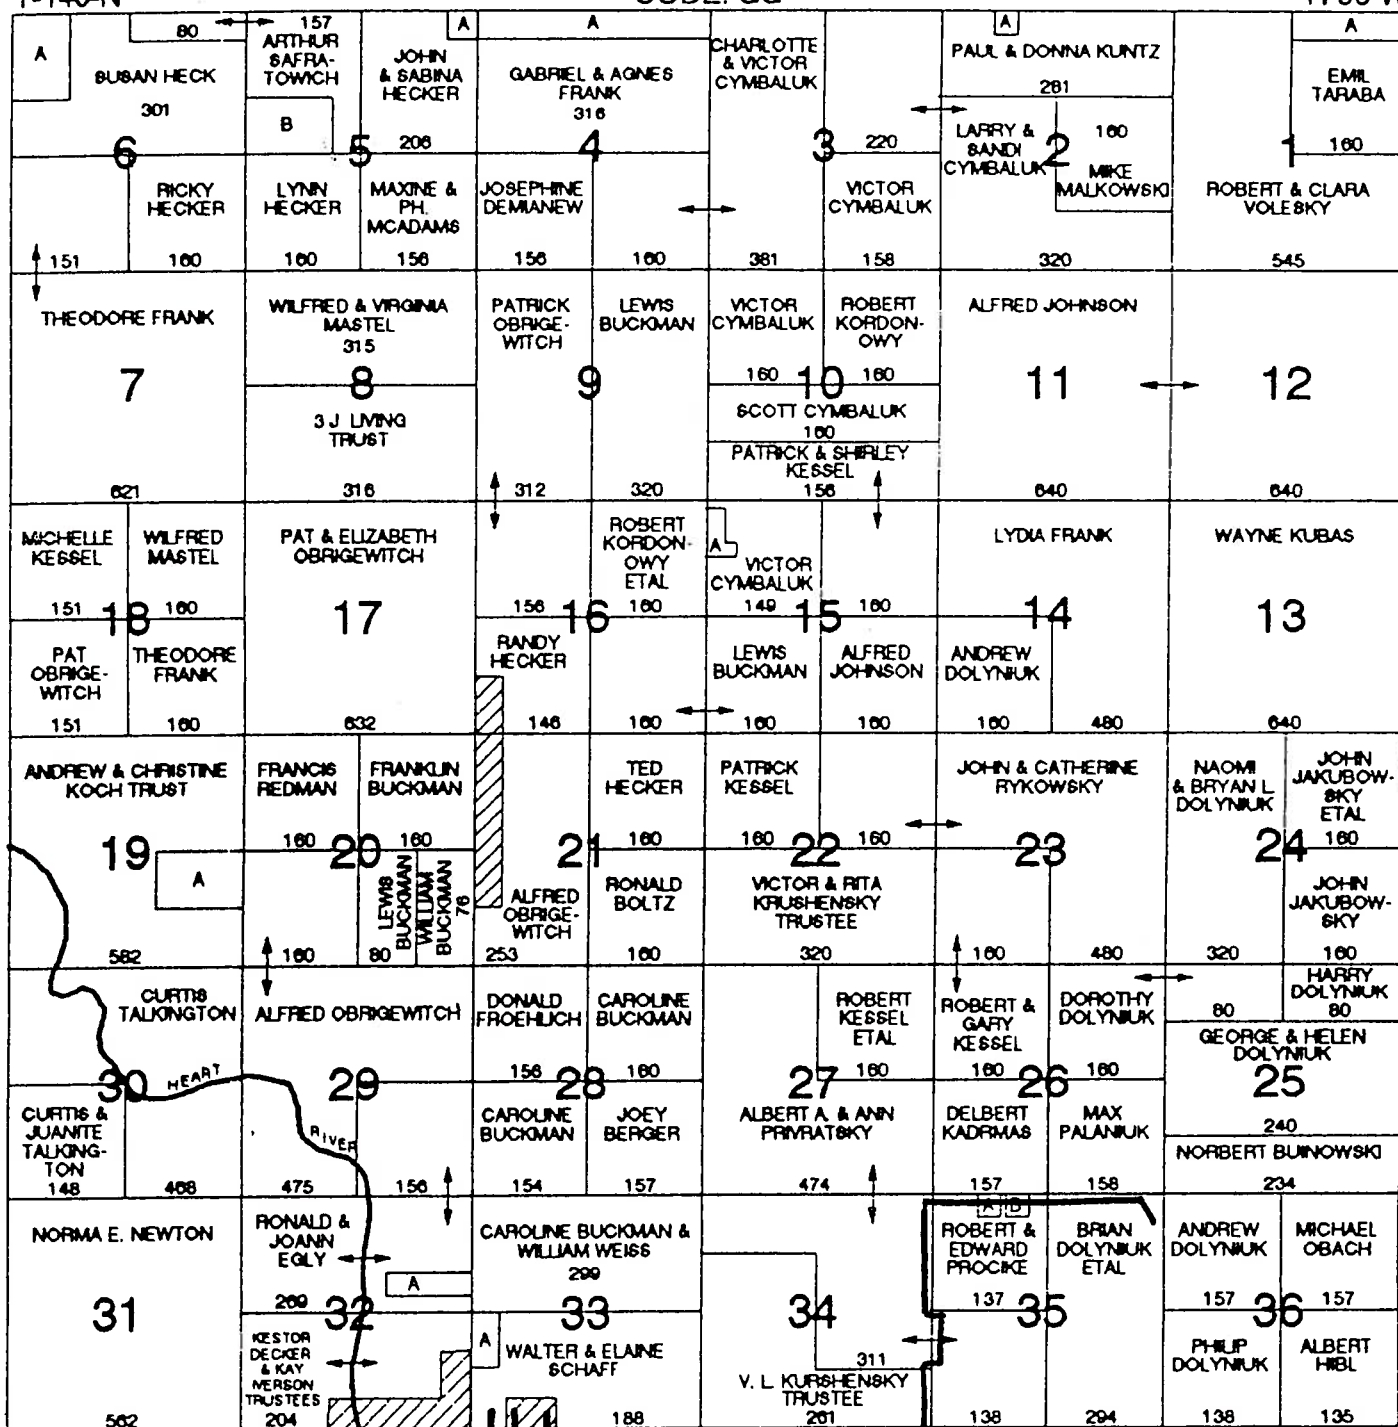 80
157
A
A
A
A
A
ARTHUR
SAFRA-
TOWICH
JOHN
& SABINA
HECKER
CHARLOTTE
& VICTOR
CYMBALUK
PAUL & DONNA KUNTZ
SUSAN HECK
301
GABRIEL & AGNES
FRANK
316
281
EMIL
TARABA
B
206
220
LARRY &
SANDI
CYMBALUK
160
MIKE
MALKOWSKI
160
6
5
4
3
2
1
RICKY
HECKER
LYNN
HECKER
MAXINE &
PH.
MCADAMS
JOSEPHINE
DEMIANEW
VICTOR
CYMBALUK
ROBERT & CLARA
VOLESKY
151
160
160
156
156
160
381
158
320
545
THEODORE FRANK
WILFRED & VIRGINIA
MASTEL
315
PATRICK
OBRIGE-
WITCH
LEWIS
BUCKMAN
VICTOR
CYMBALUK
ROBERT
KORDON-
OWY
ALFRED JOHNSON
7
8
9
160
10
160
11
12
3 J LIVING
TRUST
SCOTT CYMBALUK
160
PATRICK & SHIRLEY
KESSEL
621
316
312
320
156
640
640
MICHELLE
KESSEL
WILFRED
MASTEL
PAT & ELIZABETH
OBRIGEWITCH
ROBERT
KORDON-
OWY
ETAL
A
VICTOR
CYMBALUK
LYDIA FRANK
WAYNE KUBAS
151
18
160
17
156
16
160
149
15
160
14
13
PAT
OBRIGE-
WITCH
THEODORE
FRANK
RANDY
HECKER
LEWIS
BUCKMAN
ALFRED
JOHNSON
ANDREW
DOLYNIUK
151
160
632
146
160
160
160
160
480
640
ANDREW & CHRISTINE
KOCH TRUST
FRANCIS
REDMAN
FRANKLIN
BUCKMAN
TED
HECKER
PATRICK
KESSEL
JOHN & CATHERINE
RYKOWSKY
NAOMI
& BRYAN L.
DOLYNIUK
JOHN
JAKUBOW-
SKY
ETAL
19
160
20
160
21
160
160
22
160
23
24
160
A
LEWIS
BUCKMAN
WILLIAM
BUCKMAN
76
ALFRED
OBRIGE-
WITCH
RONALD
BOLTZ
VICTOR & RITA
KRUSHENSKY
TRUSTEE
JOHN
JAKUBOW-
SKY
582
160
80
253
160
320
160
480
320
160
CURTIS
TALKINGTON
ALFRED OBRIGEWITCH
DONALD
FROEHLICH
CAROLINE
BUCKMAN
ROBERT
KESSEL
ETAL
ROBERT &
GARY
KESSEL
DOROTHY
DOLYNIUK
80
HARRY
DOLYNIUK
80
GEORGE & HELEN
DOLYNIUK
30
HEART
29
156
28
160
27
160
160
26
160
25
CURTIS &
JUANITE
TALKING-
TON
RIVER
CAROLINE
BUCKMAN
JOEY
BERGER
ALBERT A. & ANN
PRIVRATSKY
DELBERT
KADRMAS
MAX
PALANIUK
240
NORBERT BUINOWSKI
148
468
475
156
154
157
474
157
158
234
NORMA E. NEWTON
RONALD &
JOANN
EGLY
CAROLINE BUCKMAN &
WILLIAM WEISS
299
A
ROBERT &
EDWARD
PROCIKE
BRIAN
DOLYNIUK
ETAL
ANDREW
DOLYNIUK
MICHAEL
OBACH
A
31
269
32
33
34
137
35
157
36
157
KESTOR
DECKER
& KAY
IVERSON
TRUSTEES
A
WALTER & ELAINE
SCHAFF
311
V. L. KURSHENSKY
TRUSTEE
PHILIP
DOLYNIUK
ALBERT
HIBL
562
204
188
261
138
294
138
135